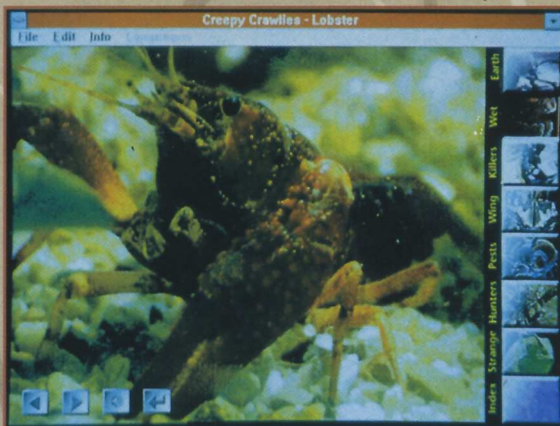 Creepy Crawlies - Lobster
File Edit Info
Earth
Wet
Killers
Wing
Pests
Hunters
Strange
Index